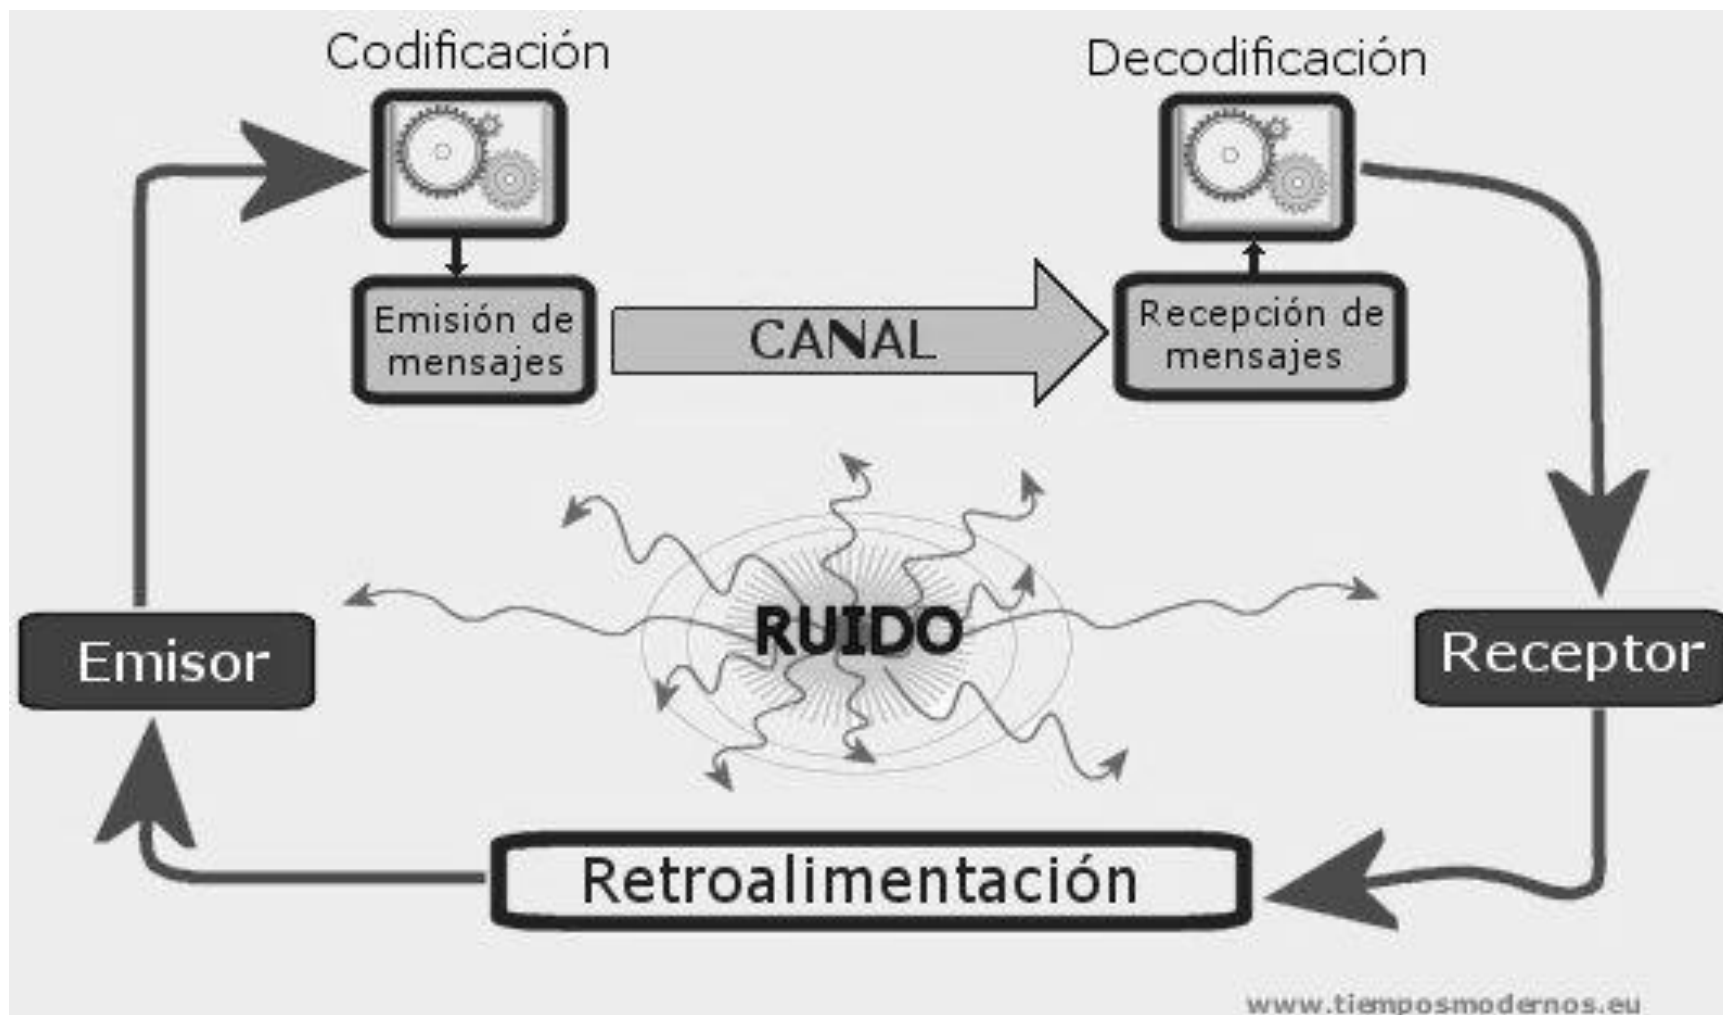 Codificación
Decodificación
Emisión de
mensajes
CANAL
Recepción de
mensajes
RUIDO
Emisor
Receptor
Retroalimentación
www.tiemposmodernos.eu